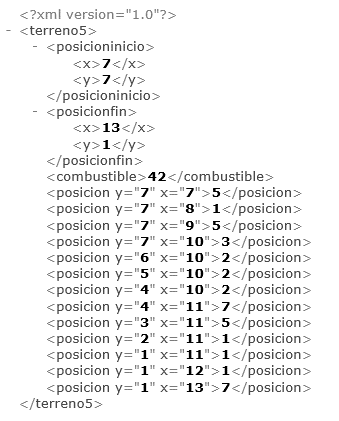 <?xml version="1.0"?>
- <terreno5>
- <posicioninicio>
<x>7</x>
<y>7</y>
</posicioninicio>
- <posicionfin>
<x>13</x>
<y>1</y>
</posicionfin>
<combustible>42</combustible>
<posicion y="7" x="7">5</posicion>
<posicion y="7" x="8">1</posicion>
<posicion y="7" x="9">5</posicion>
<posicion y="7" x="10">3</posicion>
<posicion y="6" x="10">2</posicion>
<posicion y="5" x="10">2</posicion>
<posicion y="4" x="10">2</posicion>
<posicion y="4" x="11">7</posicion>
<posicion y="3" x="11">5</posicion>
<posicion y="2" x="11">1</posicion>
<posicion y="1" x="11">1</posicion>
<posicion y="1" x="12">1</posicion>
<posicion y="1" x="13">7</posicion>
</terreno5>